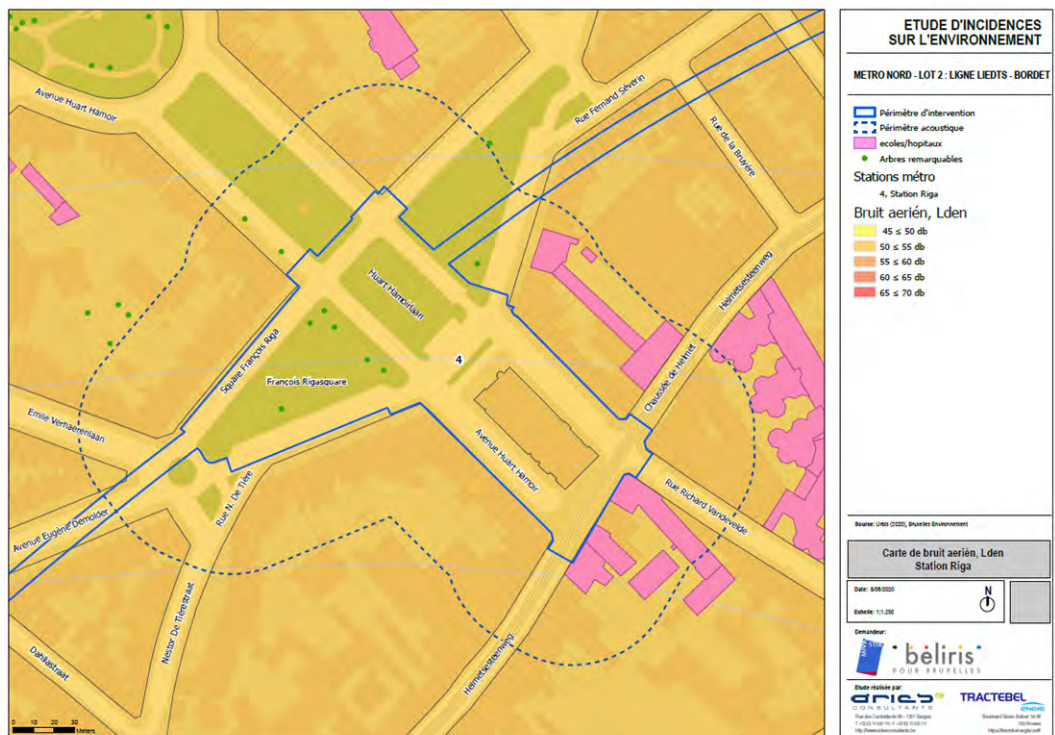 Avenue Huart Hamoir
Rue Fernand Séverin
Rue de la Bruyère
Helmetsesteenweg
Huart Hamoirlaan
4
Square François Riga
François Rigasquare
Chaussée de Helmet
Emile Verhaerenlaan
Avenue Huart Hamoir
Rue N. De Tière
Rue Richard Vandevelde
Avenue Eugène Demolder
Nestor De Tièrestraat
Helmetsesteenweg
Dahliastraat
0 10 20 30
Meters
ETUDE D'INCIDENCES
SUR L'ENVIRONNEMENT
METRO NORD - LOT 2 : LIGNE LIEDTS - BORDET
Périmètre d'intervention
Périmètre acoustique
ecoles/hopitaux
Arbres remarquables
Stations métro
4, Station Riga
Bruit aerién, Lden
45 ≤ 50 db
50 ≤ 55 db
55 ≤ 60 db
60 ≤ 65 db
65 ≤ 70 db
Source: Urbis (2020), Bruxelles Environnement
Carte de bruit aerién, Lden
Station Riga
Date:
N
Echelle: 1:1.250
Demandeur:
beliris
POUR BRUXELLES
Etude réalisée par:
aries
CONSULTANTS
TRACTEBEL
ENGIE